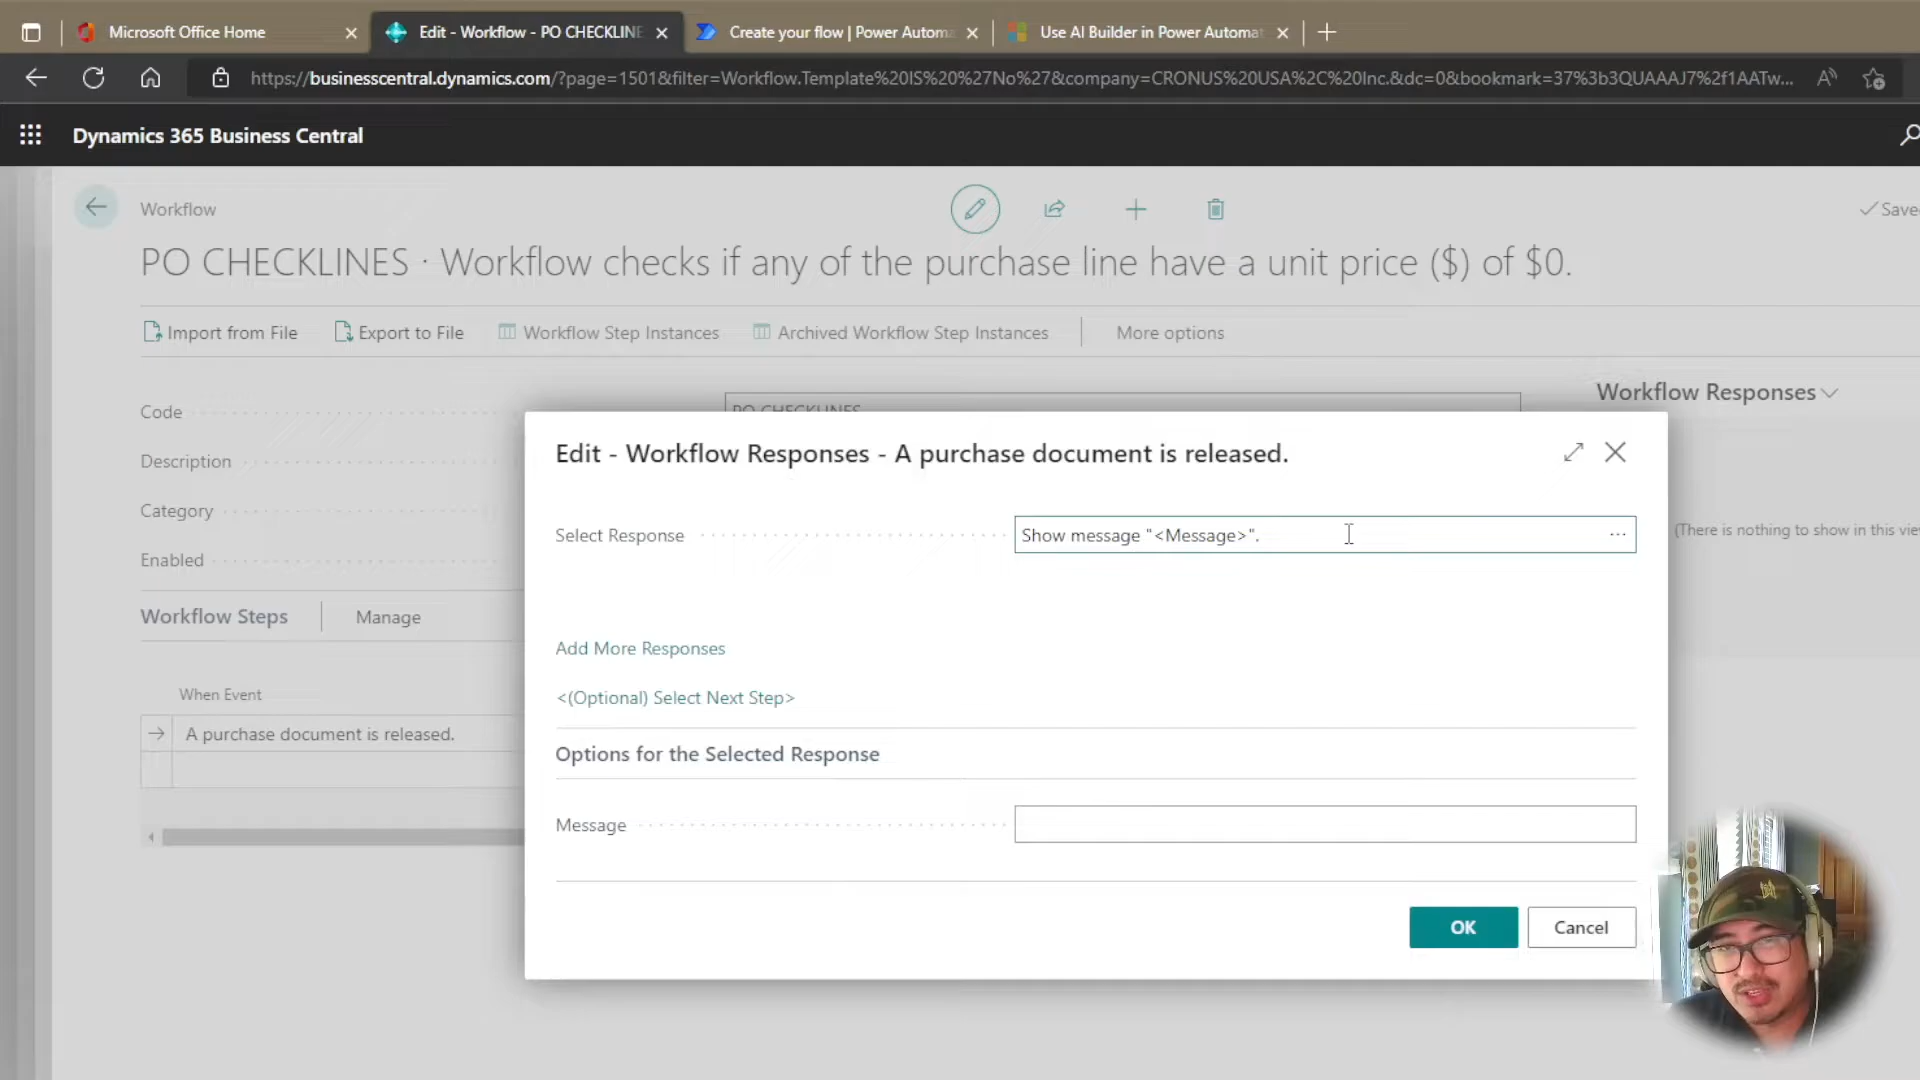 Microsoft Office Home
Edit - Workflow - PO CHECKLINE
Create your flow | Power Autom
Use AI Builder in Power Automat
https://businesscentral.dynamics.com/?page=1501&filter=Workflow.Template%20IS%20%27No%27&company=CRONUS%20USA%2C%20Inc.&dc=0&bookmark=37%3b3QUAAAJ7%2f1AATw...
Dynamics 365 Business Central
Workflow
Save
PO CHECKLINES · Workflow checks if any of the purchase line have a unit price ($) of $0.
Import from File
Export to File
Workflow Step Instances
Archived Workflow Step Instances
More options
Code
PO CHECKLINES
Workflow Responses
Description
Category
Enabled
(There is nothing to show in this view
Workflow Steps
Manage
When Event
A purchase document is released.
Edit - Workflow Responses - A purchase document is released.
Select Response
Show message "<Message>".
...
Add More Responses
<(Optional) Select Next Step>
Options for the Selected Response
Message
OK
Cancel